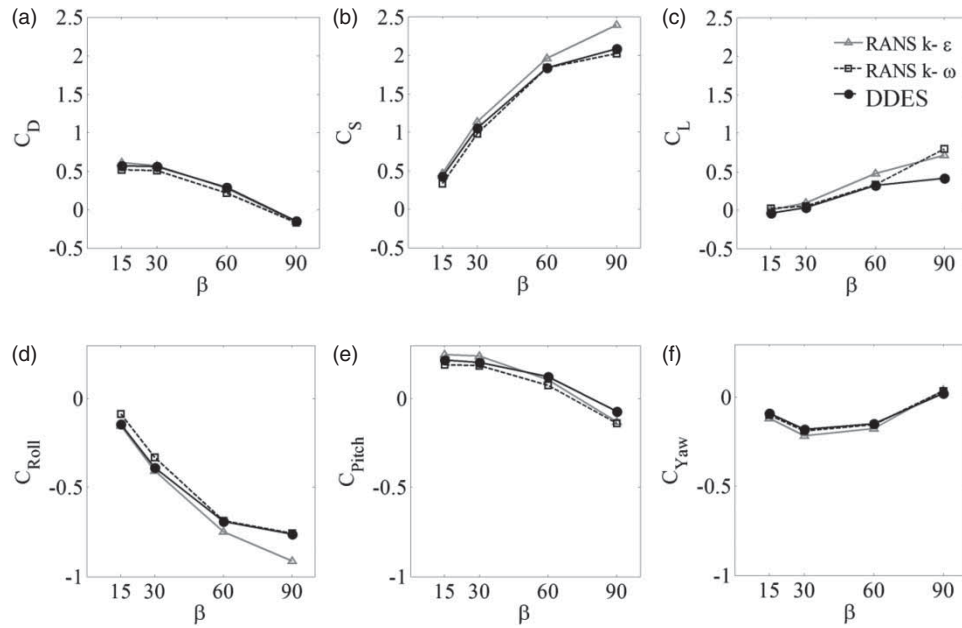 (a)
2.5
2
1.5
1
0.5
0
-0.5
C_D
15 30 60 90
β
(b)
2.5
2
1.5
1
0.5
0
-0.5
C_S
15 30 60 90
β
(c)
2.5
2
1.5
1
0.5
0
-0.5
C_L
RANS k- ε
RANS k- ω
DDES
15 30 60 90
β
(d)
0
-0.5
-1
C_Roll
15 30 60 90
β
(e)
0
-0.5
-1
C_Pitch
15 30 60 90
β
(f)
0
-0.5
-1
C_Yaw
15 30 60 90
β